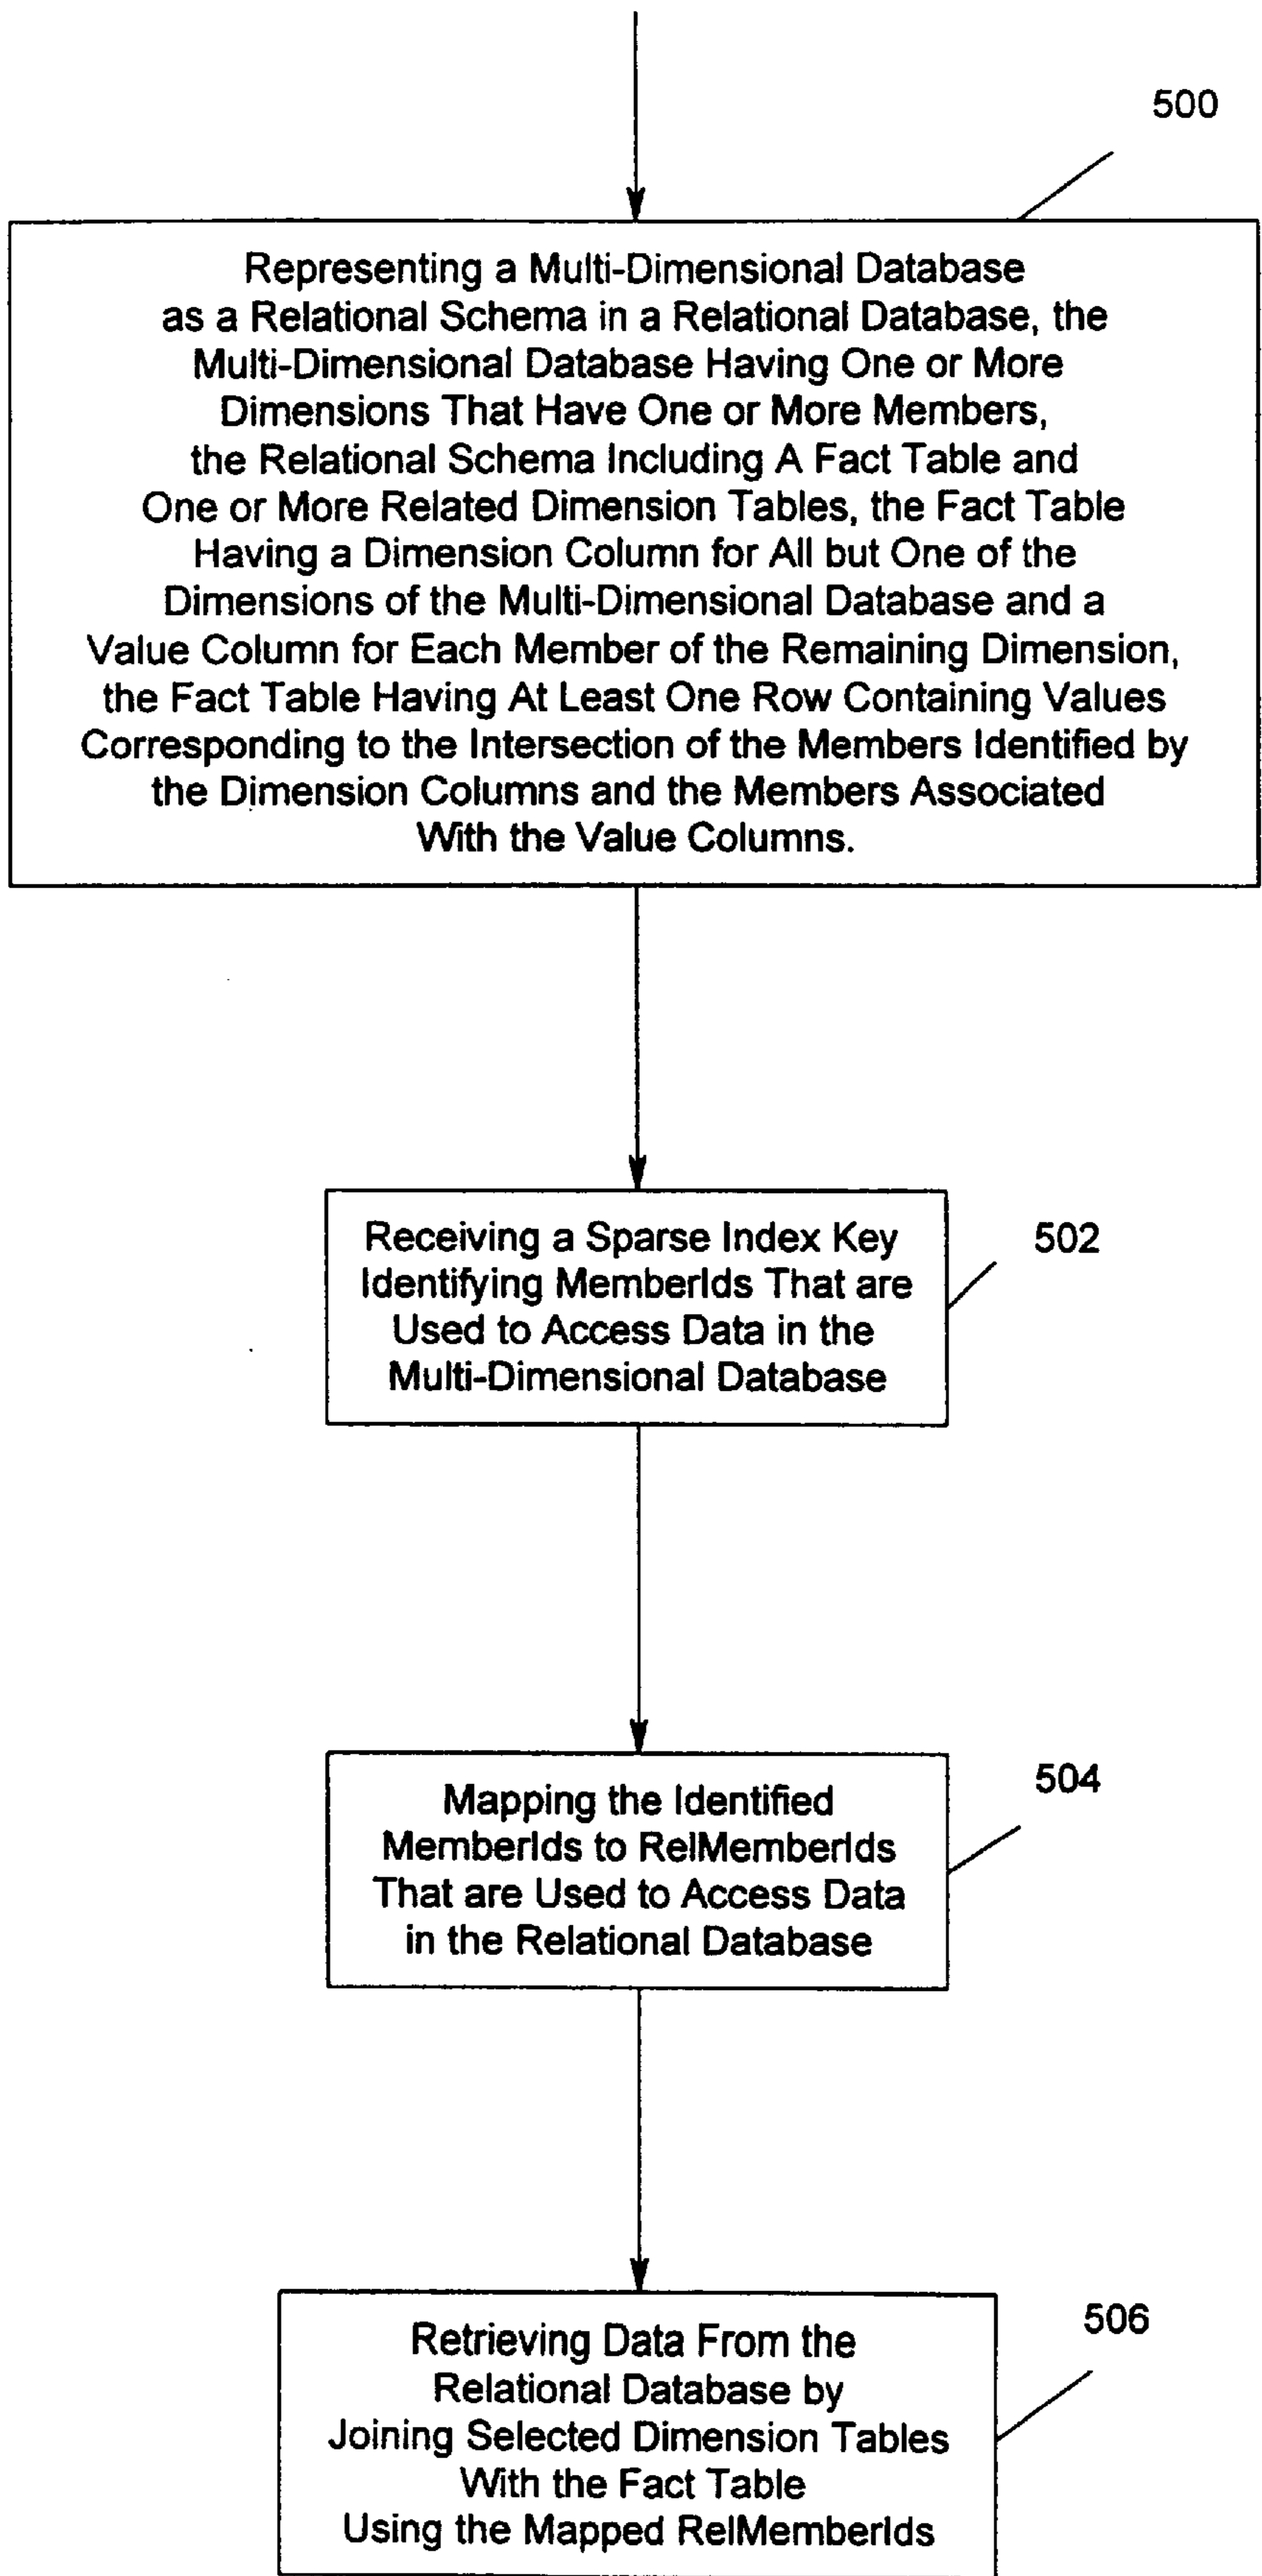 500
Representing a Multi-Dimensional Database
as a Relational Schema in a Relational Database, the
Multi-Dimensional Database Having One or More
Dimensions That Have One or More Members,
the Relational Schema Including A Fact Table and
One or More Related Dimension Tables, the Fact Table
Having a Dimension Column for All but One of the
Dimensions of the Multi-Dimensional Database and a
Value Column for Each Member of the Remaining Dimension,
the Fact Table Having At Least One Row Containing Values
Corresponding to the Intersection of the Members Identified by
the Dimension Columns and the Members Associated
With the Value Columns.
502
Receiving a Sparse Index Key
Identifying MemberIds That are
Used to Access Data in the
Multi-Dimensional Database
504
Mapping the Identified
MemberIds to RelMemberIds
That are Used to Access Data
in the Relational Database
506
Retrieving Data From the
Relational Database by
Joining Selected Dimension Tables
With the Fact Table
Using the Mapped RelMemberIds